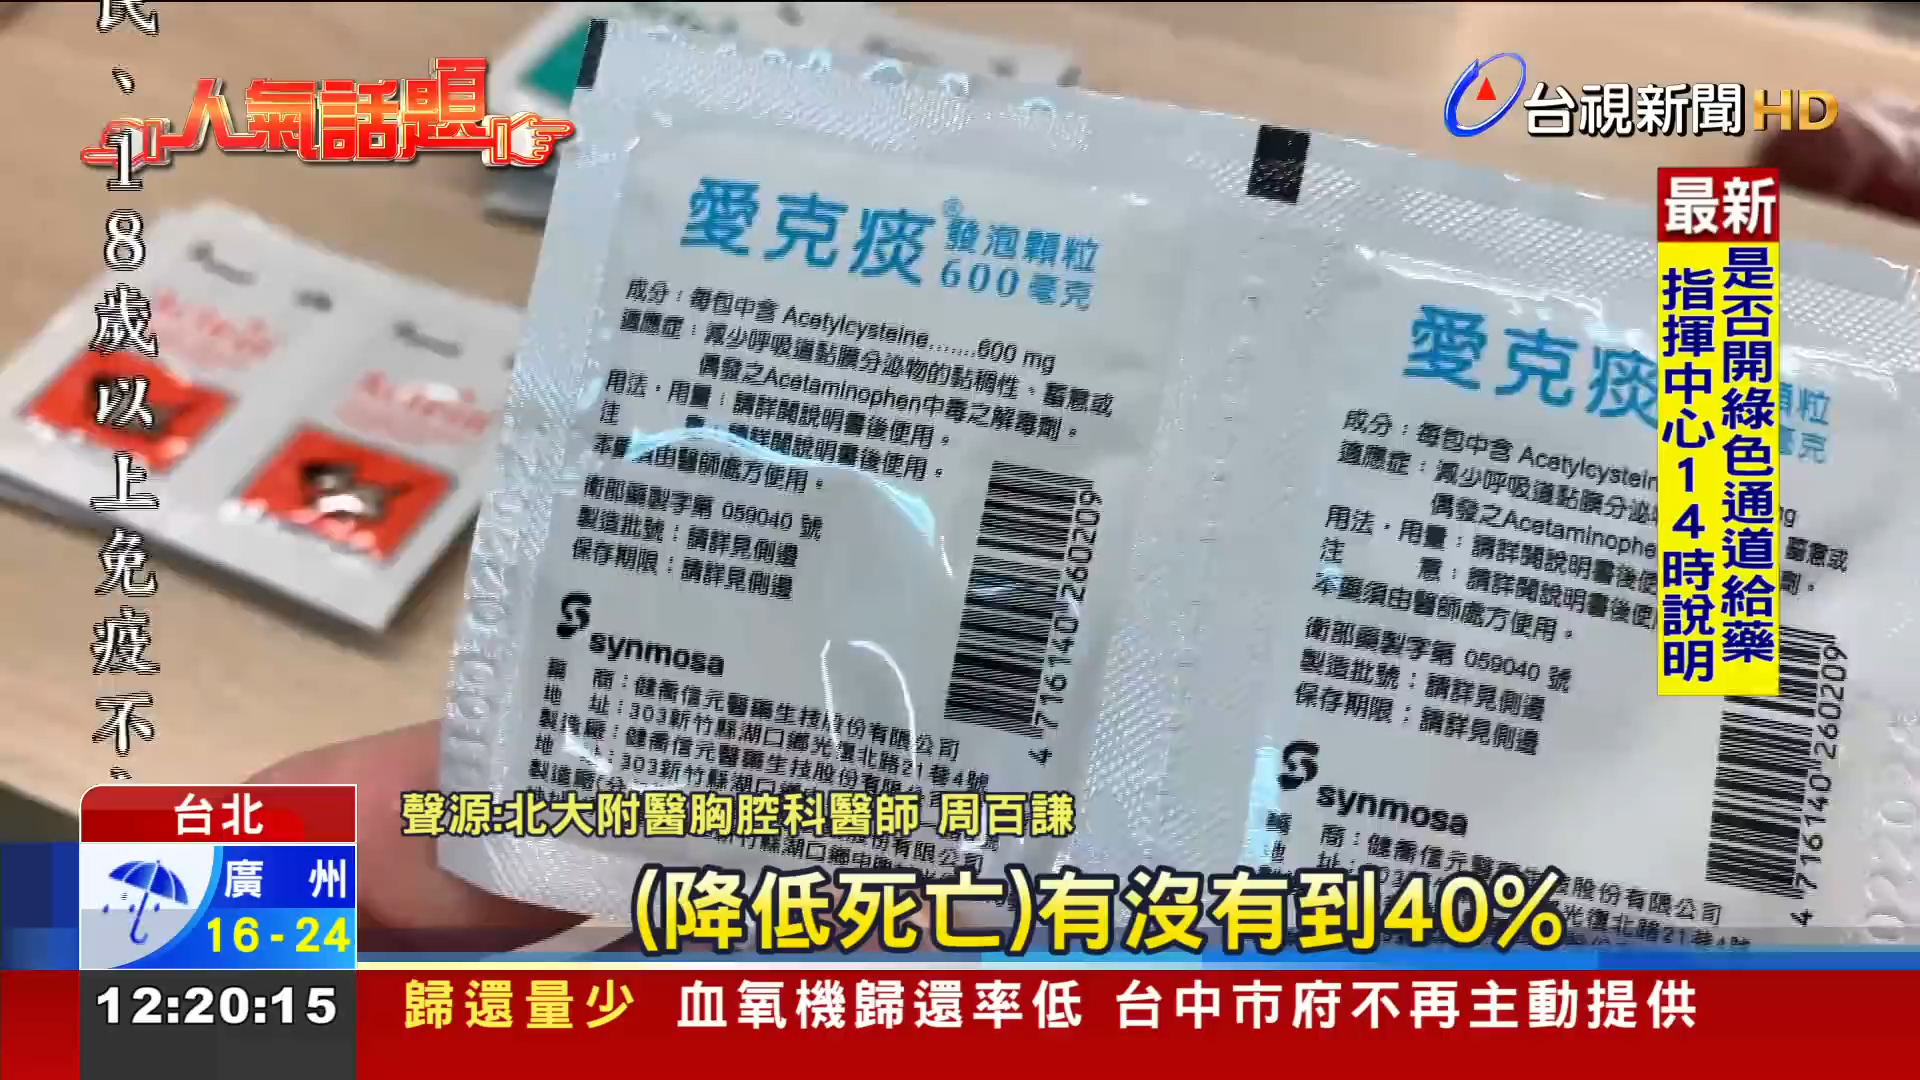 民、18歲以上免疫不
人氣話題
台視新聞HD
最新
是否開綠色通道給藥
指揮中心14時說明
愛克痰®發泡顆粒
600毫克
成分：每包中含 Acetylcysteine.......600 mg
適應症：減少呼吸道黏膜分泌物的黏稠性、蓄意或
偶發之Acetaminophen中毒之解毒劑。
用法，用量：請詳閱說明書後使用。
注 意：請詳閱說明書後使用。
本藥須由醫師處方使用。
衛部藥製字第 059040 號
製造批號：請詳見側邊
保存期限：請詳見側邊
synmosa
藥 商：健喬信元醫藥生技股份有限公司
地 址：303新竹縣湖口鄉光復北路21巷4號
製造廠：健喬信元醫藥生技股份有限公司
4 716140 260209
愛克痰 顆粒
毫克
成分：每包中含 Acetylcystein
適應症：減少呼吸道黏膜分泌
蓄意或
偶發之Acetaminophe
劑。
用法，用量：請詳閱說明書後使
注 意：請詳閱說明書後使
本藥須由醫師處方使用。
衛部藥製字第 059040 號
製造批號：請詳見側邊
保存期限：請詳見側邊
synmosa
4 716140 260209
聲源:北大附醫胸腔科醫師 周百謙
(降低死亡)有沒有到40%
台北
廣州
16-24
12:20:15
歸還量少 血氧機歸還率低 台中市府不再主動提供